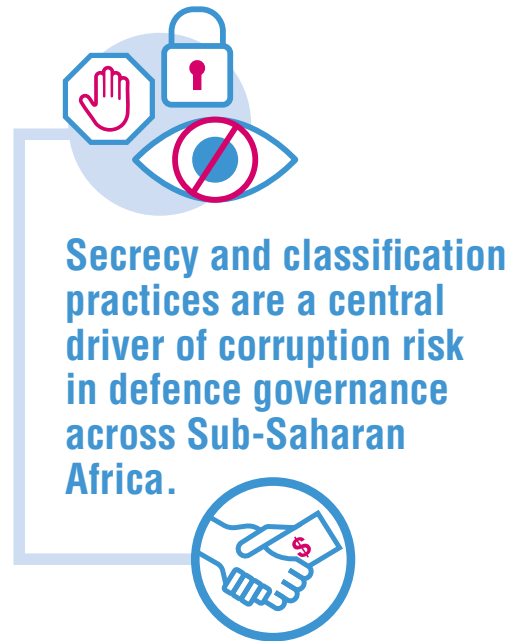 Secrecy and classification
practices are a central
driver of corruption risk
in defence governance
across Sub-Saharan
Africa.
$